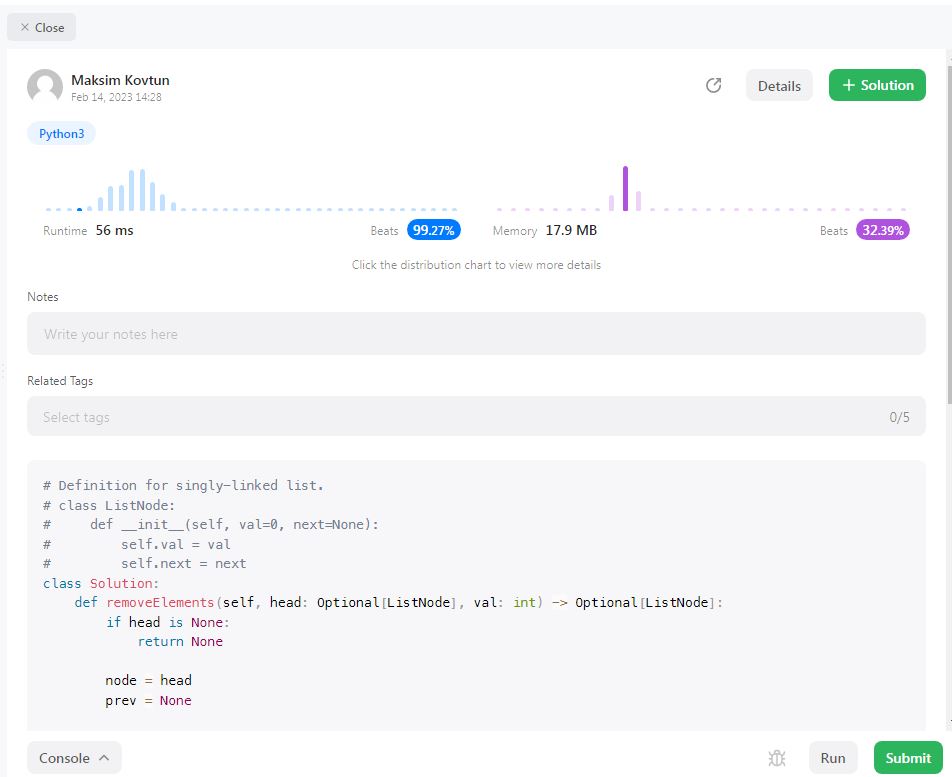 Close
Maksim Kovtun
Feb 14, 2023 14:28
Details
+ Solution
Python3
Runtime 56 ms
Beats 99.27%
Memory 17.9 MB
Beats 32.39%
Click the distribution chart to view more details
Notes
Write your notes here
Related Tags
Select tags
0/5
# Definition for singly-linked list.
# class ListNode:
#     def __init__(self, val=0, next=None):
#         self.val = val
#         self.next = next
class Solution:
    def removeElements(self, head: Optional[ListNode], val: int) -> Optional[ListNode]:
        if head is None:
            return None
        node = head
        prev = None
Console
Run
Submit